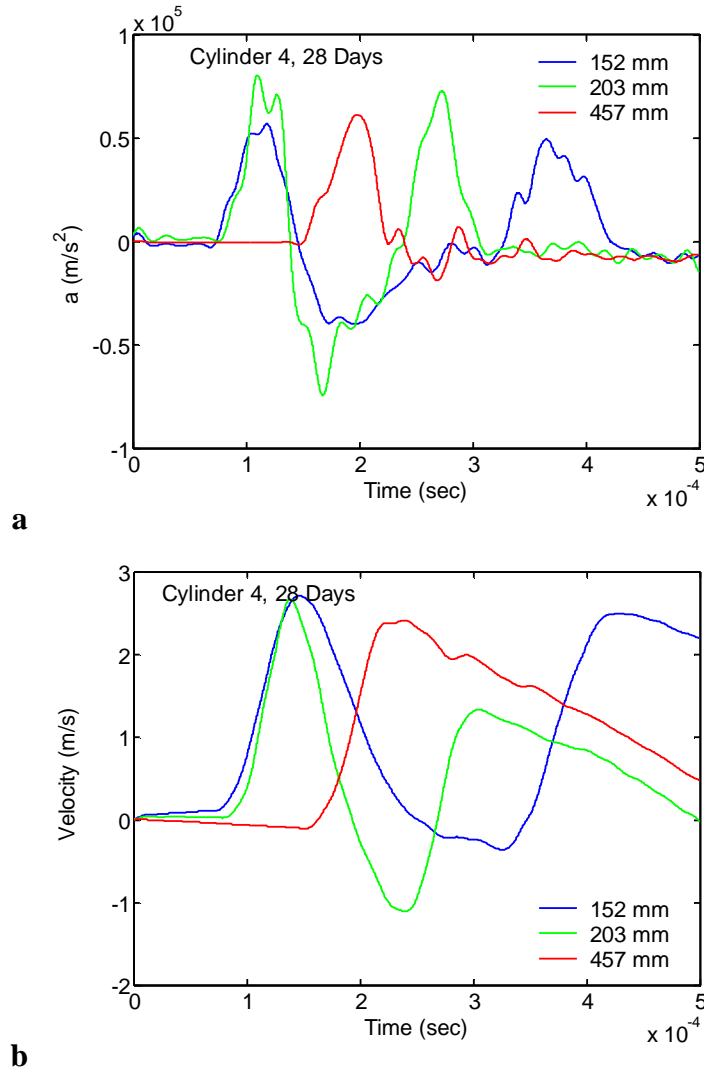 x 10^5
1
Cylinder 4, 28 Days
152 mm
203 mm
457 mm
0.5
0
-0.5
-1
a (m/s^2)
0 1 2 3 4 5
Time (sec)
x 10^-4
a
3
Cylinder 4, 28 Days
2
1
0
-1
-2
Velocity (m/s)
152 mm
203 mm
457 mm
0 1 2 3 4 5
Time (sec)
x 10^-4
b